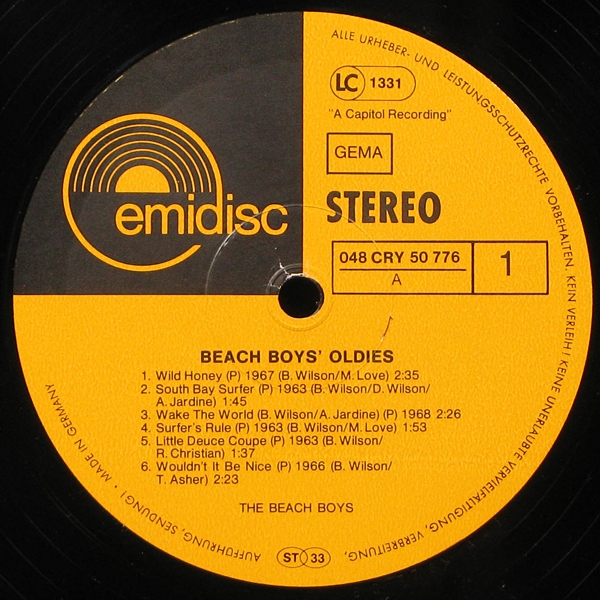 ALLE URHEBER- UND LEISTUNGSSCHUTZRECHTE VORBEHALTEN. KEIN VERLEIH! KEINE UNERLAUBTE VERVIELFÄLTIGUNG, VERBREITUNG, AUFFÜHRUNG, SENDUNG! • MADE IN GERMANY
LC 1331
"A Capitol Recording"
GEMA
emidisc
STEREO
048 CRY 50 776
A
1
BEACH BOYS' OLDIES
1. Wild Honey (P) 1967 (B. Wilson/M. Love) 2:35
2. South Bay Surfer (P) 1963 (B. Wilson/D. Wilson/
A. Jardine) 1:45
3. Wake The World (B. Wilson/A. Jardine) (P) 1968 2:26
4. Surfer's Rule (P) 1963 (B. Wilson/M. Love) 1:53
5. Little Deuce Coupe (P) 1963 (B. Wilson/
R. Christian) 1:37
6. Wouldn't It Be Nice (P) 1966 (B. Wilson/
T. Asher) 2:23
THE BEACH BOYS
ST 33